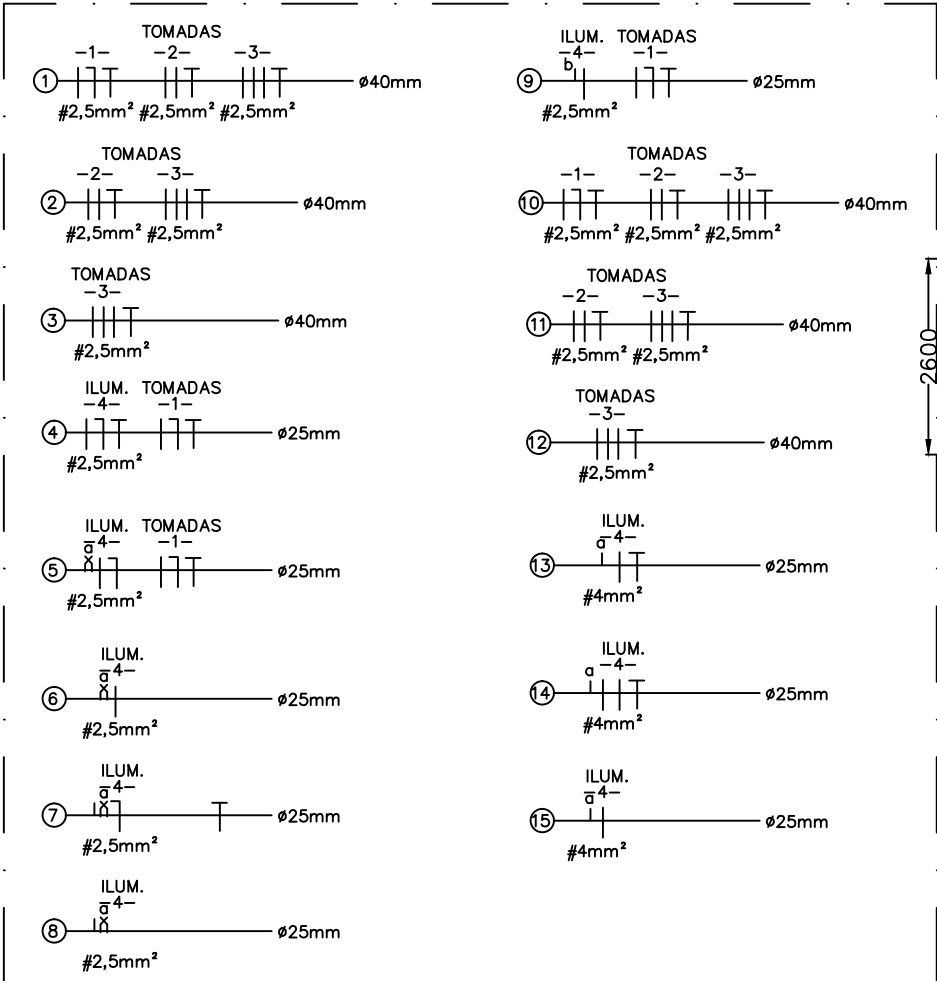 TOMADAS
-1- -2- -3-
1 ø40mm
#2,5mm² #2,5mm² #2,5mm²
TOMADAS
-2- -3-
2 ø40mm
#2,5mm² #2,5mm²
TOMADAS
-3-
3 ø40mm
#2,5mm²
ILUM. TOMADAS
-4- -1-
4 ø25mm
#2,5mm²
ILUM. TOMADAS
a -4- -1-
5 ø25mm
#2,5mm²
ILUM.
a -4-
6 ø25mm
#2,5mm²
ILUM.
a -4-
7 ø25mm
#2,5mm²
ILUM.
a -4-
8 ø25mm
#2,5mm²
ILUM. TOMADAS
-4- -1-
b
9 ø25mm
#2,5mm²
TOMADAS
-1- -2- -3-
10 ø40mm
#2,5mm² #2,5mm² #2,5mm²
TOMADAS
-2- -3-
11 ø40mm
#2,5mm² #2,5mm²
TOMADAS
-3-
12 ø40mm
#2,5mm²
ILUM.
a -4-
13 ø25mm
#4mm²
ILUM.
a -4-
14 ø25mm
#4mm²
ILUM.
a -4-
15 ø25mm
#4mm²
2600